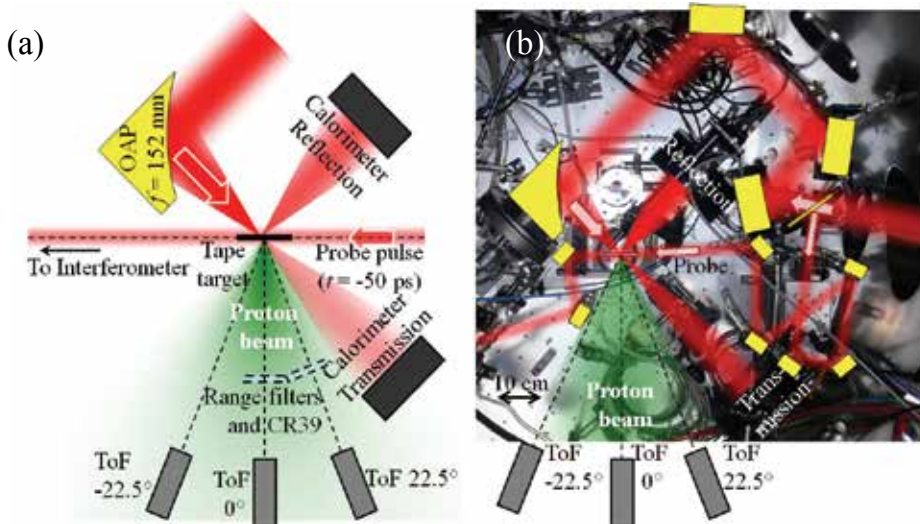 (a)
OAP
f = 152 mm
Calorimeter
Reflection
To Interferometer
Tape
target
Probe pulse
(t = -50 ps)
Proton
beam
Calorimeter
Transmission
Range filters
and CR39
ToF
-22.5°
ToF
0°
ToF 22.5°
(b)
Reflection
Probe
10 cm
Proton
beam
Trans-
mission
ToF
-22.5°
ToF
0°
ToF
22.5°